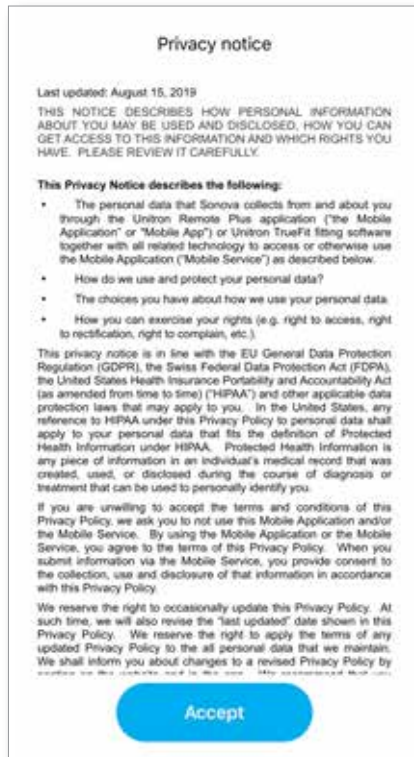 Privacy notice
Last updated: August 15, 2019
THIS NOTICE DESCRIBES HOW PERSONAL INFORMATION
ABOUT YOU MAY BE USED AND DISCLOSED, HOW YOU CAN
GET ACCESS TO THIS INFORMATION AND WHICH RIGHTS YOU
HAVE. PLEASE REVIEW IT CAREFULLY.
This Privacy Notice describes the following:
• The personal data that Sonova collects from and about you
through the Unitron Remote Plus application ("the Mobile
Application" or "Mobile App") or Unitron TrueFit fitting software
together with all related technology to access or otherwise use
the Mobile Application ("Mobile Service") as described below.
• How do we use and protect your personal data?
• The choices you have about how we use your personal data.
• How you can exercise your rights (e.g. right to access, right
to rectification, right to complain, etc.).
This privacy notice is in line with the EU General Data Protection
Regulation (GDPR), the Swiss Federal Data Protection Act (FDPA),
the United States Health Insurance Portability and Accountability Act
(as amended from time to time) ("HIPAA") and other applicable data
protection laws that may apply to you. In the United States, any
reference to HIPAA under this Privacy Policy to personal data shall
apply to your personal data that fits the definition of Protected
Health Information under HIPAA. Protected Health Information is
any piece of information in an individual's medical record that was
created, used, or disclosed during the course of diagnosis or
treatment that can be used to personally identify you.
If you are unwilling to accept the terms and conditions of this
Privacy Policy, we ask you to not use this Mobile Application and/or
the Mobile Service. By using the Mobile Application or the Mobile
Service, you agree to the terms of this Privacy Policy. When you
submit information via the Mobile Service, you provide consent to
the collection, use and disclosure of that information in accordance
with this Privacy Policy.
We reserve the right to occasionally update this Privacy Policy. At
such time, we will also revise the "last updated" date shown in this
Privacy Policy. We reserve the right to apply the terms of any
updated Privacy Policy to the all personal data that we maintain.
We shall inform you about changes to a revised Privacy Policy by
Accept